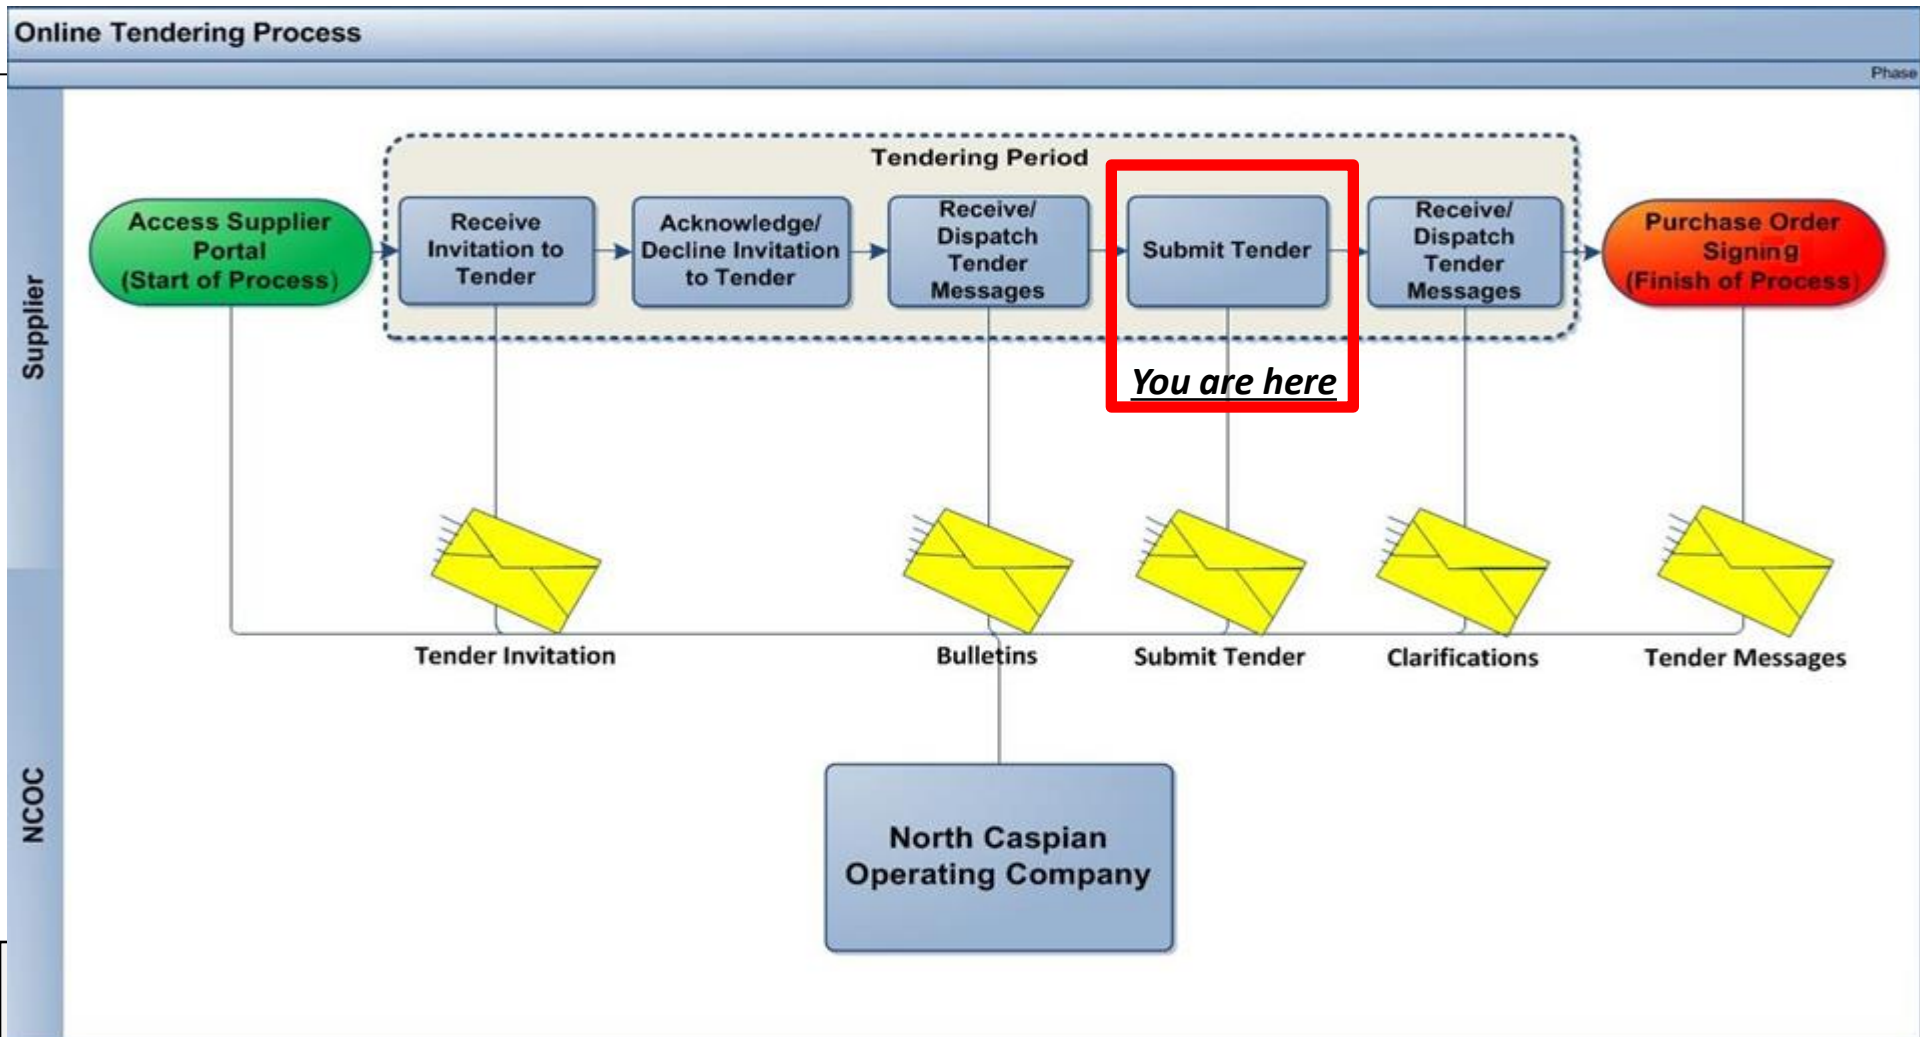 Online Tendering Process
Phase
Supplier
Tendering Period
Access Supplier
Portal
(Start of Process)
Receive
Invitation to
Tender
Acknowledge/
Decline Invitation
to Tender
Receive/
Dispatch
Tender
Messages
Submit Tender
Receive/
Dispatch
Tender
Messages
Purchase Order
Signing
(Finish of Process)
You are here
Tender Invitation
Bulletins
Submit Tender
Clarifications
Tender Messages
NCOC
North Caspian
Operating Company